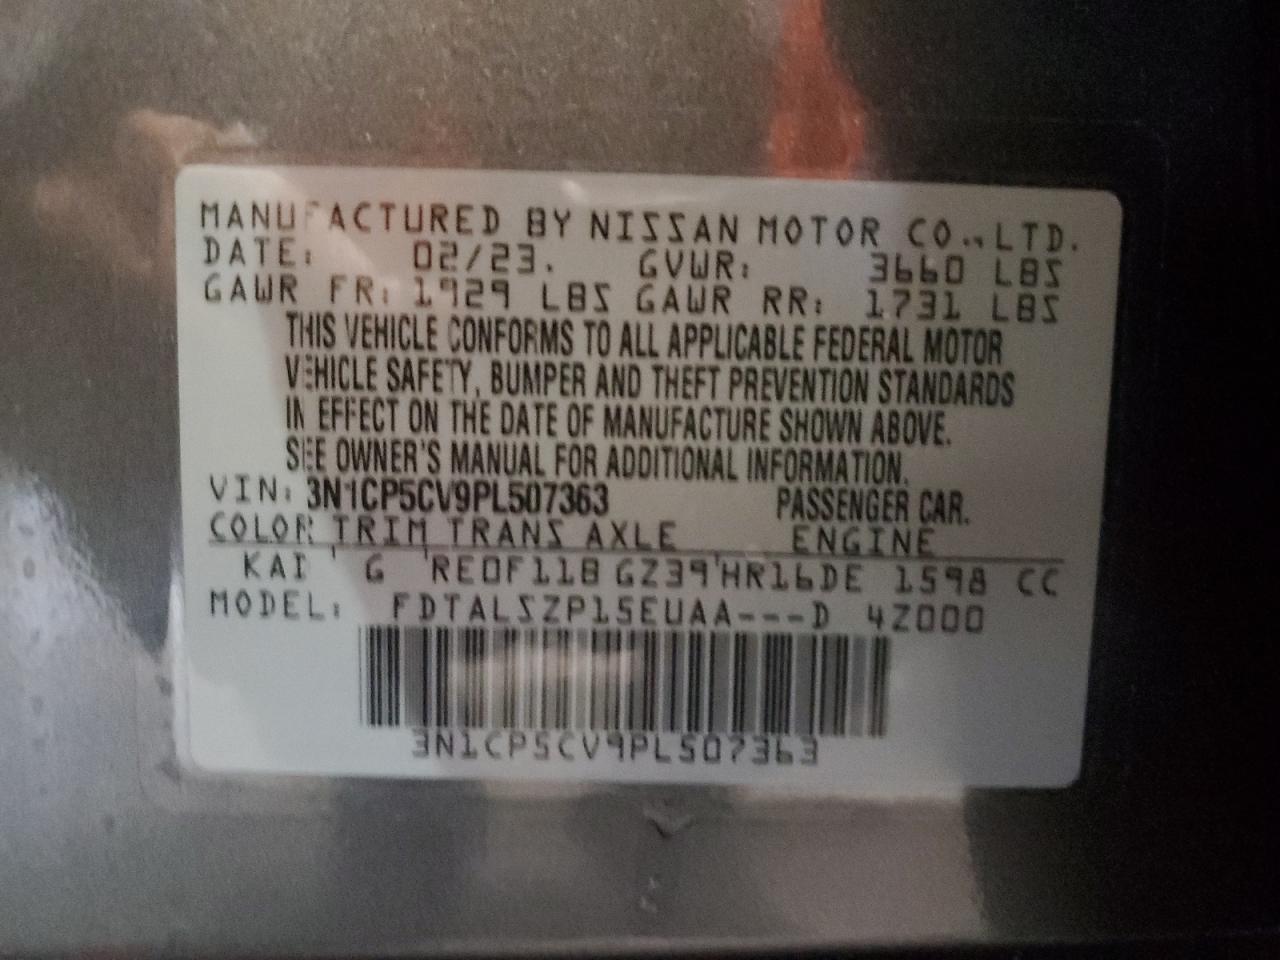 MANUFACTURED BY NISSAN MOTOR CO., LTD.
DATE: 02/23. GVWR: 3660 LBS
GAWR FR: 1929 LBS GAWR RR: 1731 LBS
THIS VEHICLE CONFORMS TO ALL APPLICABLE FEDERAL MOTOR
VEHICLE SAFETY, BUMPER AND THEFT PREVENTION STANDARDS
IN EFFECT ON THE DATE OF MANUFACTURE SHOWN ABOVE.
SEE OWNER'S MANUAL FOR ADDITIONAL INFORMATION.
VIN: 3N1CP5CV9PL507363 PASSENGER CAR.
COLOR TRIM TRANS AXLE ENGINE
KAD G RE0F11B GZ39 HR16DE 1598 CC
MODEL: FDTALSZP15EUAA---D 4Z000
3N1CP5CV9PL507363